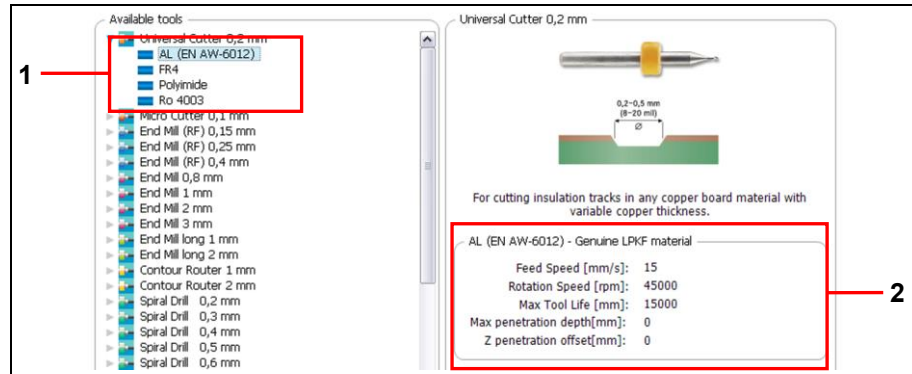 Available tools
Universal Cutter 0,2 mm
AL (EN AW-6012)
FR4
Polyimide
Ro 4003
Micro Cutter 0,1 mm
End Mill (RF) 0,15 mm
End Mill (RF) 0,25 mm
End Mill (RF) 0,4 mm
End Mill 0,8 mm
End Mill 1 mm
End Mill 2 mm
End Mill 3 mm
End Mill long 1 mm
End Mill long 2 mm
Contour Router 1 mm
Contour Router 2 mm
Spiral Drill 0,2 mm
Spiral Drill 0,3 mm
Spiral Drill 0,4 mm
Spiral Drill 0,5 mm
Spiral Drill 0,6 mm
1
Universal Cutter 0,2 mm
0,2-0,5 mm
(8-20 mil)
Ø
For cutting insulation tracks in any copper board material with
variable copper thickness.
AL (EN AW-6012) - Genuine LPKF material
Feed Speed [mm/s]: 15
Rotation Speed [rpm]: 45000
Max Tool Life [mm]: 15000
Max penetration depth[mm]: 0
Z penetration offset[mm]: 0
2